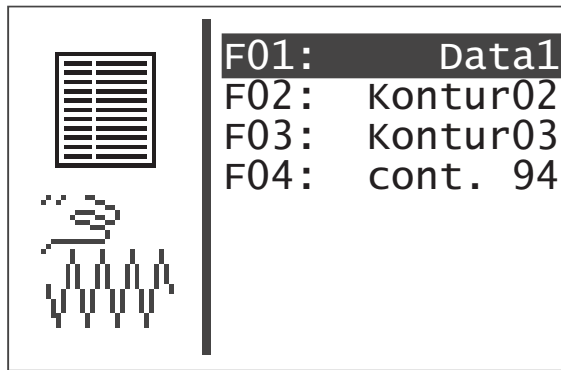 F01: Data1
F02: Kontur02
F03: Kontur03
F04: cont. 94